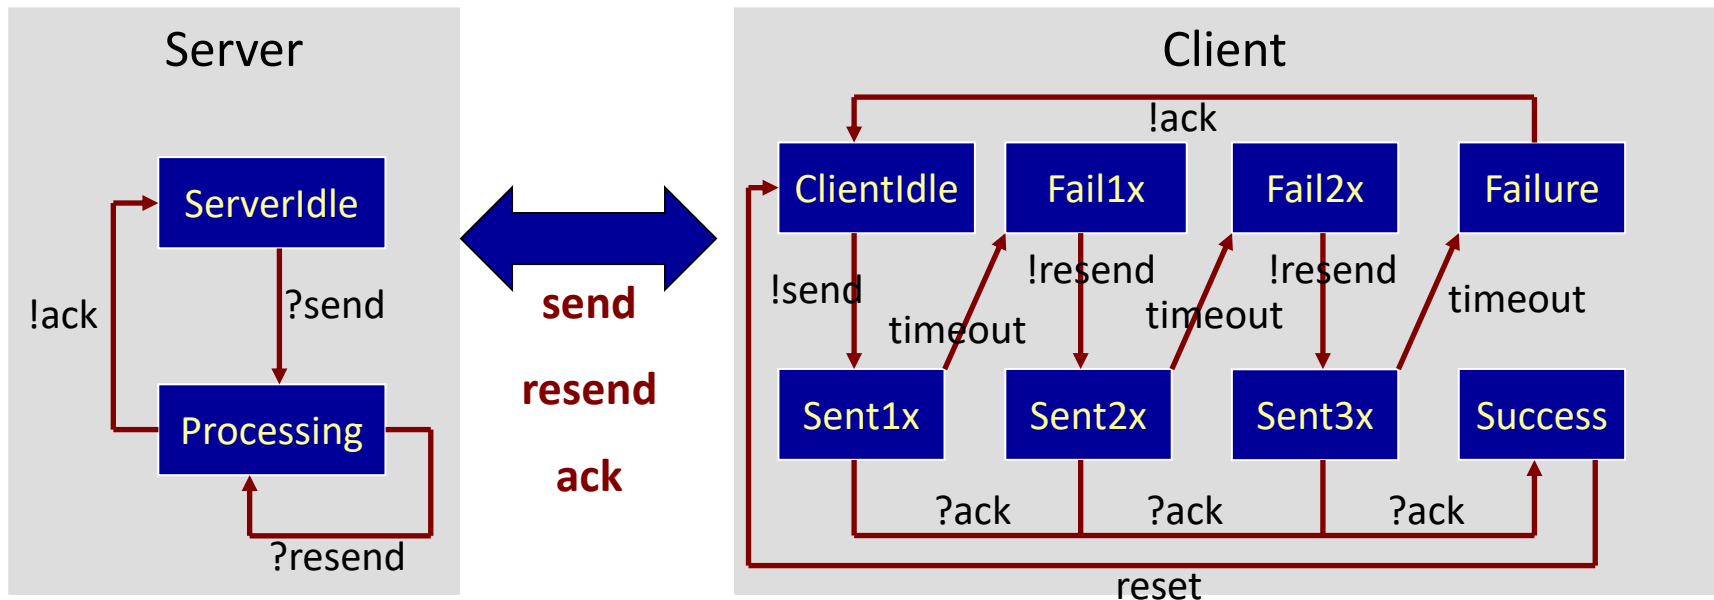 Server
ServerIdle
!ack
?send
Processing
?resend
send
resend
ack
Client
!ack
ClientIdle
Fail1x
Fail2x
Failure
!send
!resend
!resend
timeout
timeout
timeout
Sent1x
Sent2x
Sent3x
Success
?ack
?ack
?ack
reset